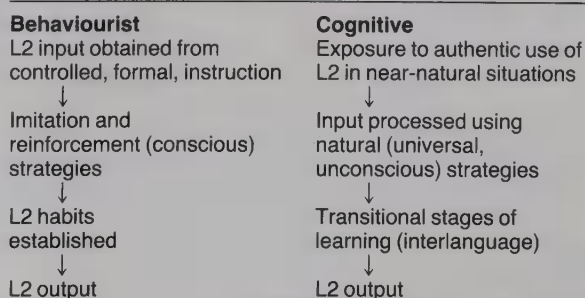 Behaviourist
L2 input obtained from
controlled, formal, instruction
↓
Imitation and
reinforcement (conscious)
strategies
↓
L2 habits
established
↓
L2 output
Cognitive
Exposure to authentic use of
L2 in near-natural situations
↓
Input processed using
natural (universal,
unconscious) strategies
↓
Transitional stages of
learning (interlanguage)
↓
L2 output